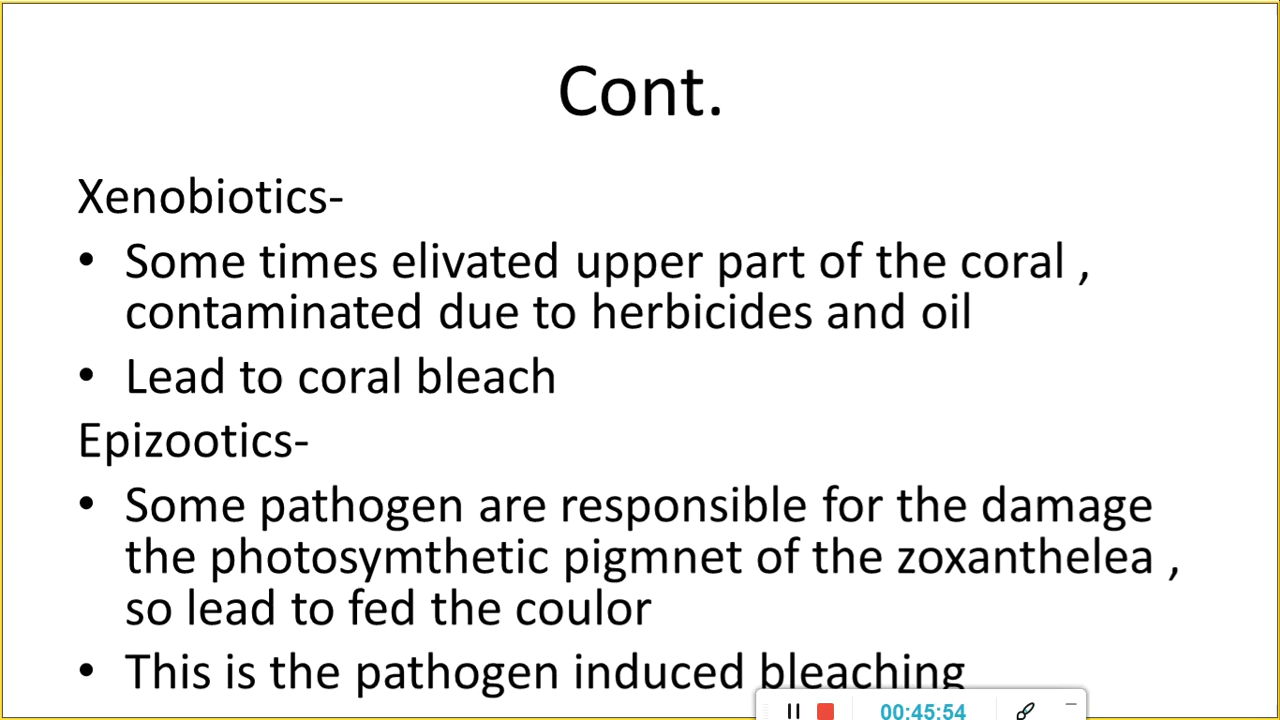 Cont.
Xenobiotics-
• Some times elivated upper part of the coral ,
contaminated due to herbicides and oil
• Lead to coral bleach
Epizootics-
• Some pathogen are responsible for the damage
the photosymthetic pigmnet of the zoxanthelea ,
so lead to fed the coulor
• This is the pathogen induced bleaching
00:45:54